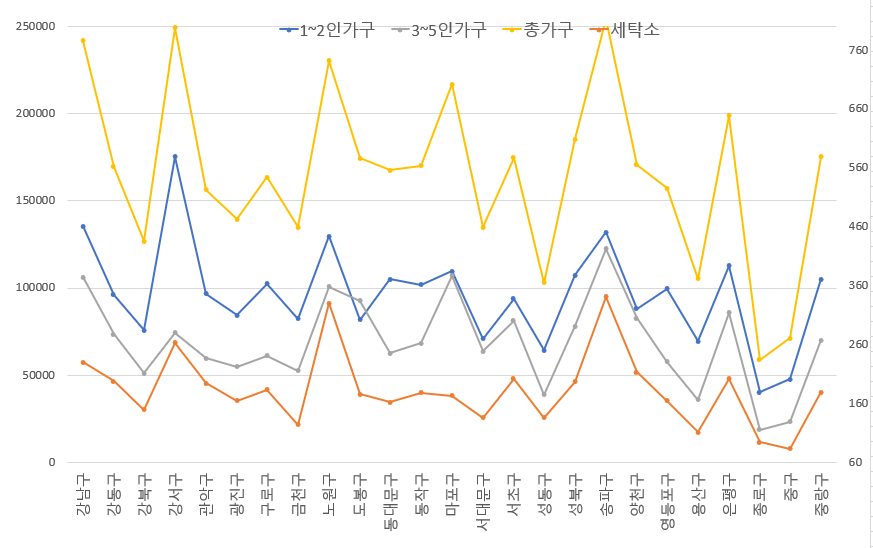 1~2인가구 3~5인가구 총가구 세탁소
250000
200000
150000
100000
50000
0
760
660
560
460
360
260
160
60
강남구
강동구
강북구
강서구
관악구
광진구
구로구
금천구
노원구
도봉구
동대문구
동작구
마포구
서대문구
서초구
성동구
성북구
송파구
양천구
영등포구
용산구
은평구
종로구
중구
중랑구